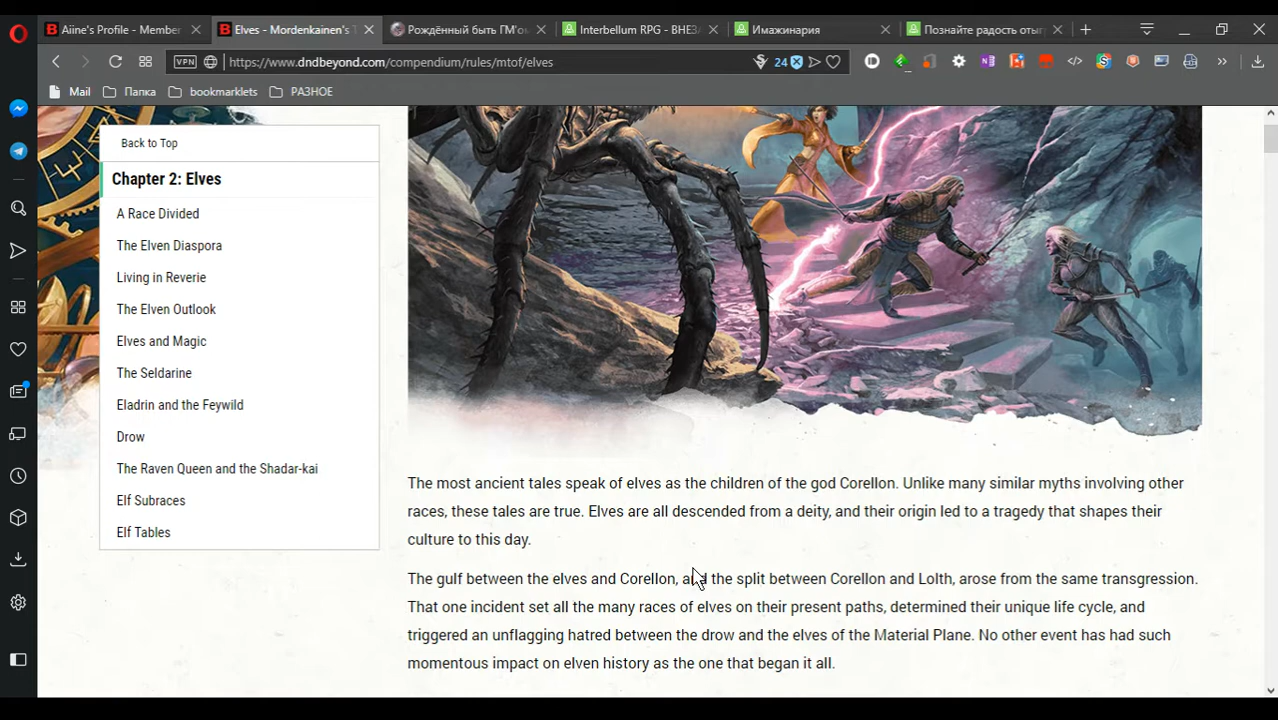 Aiine's Profile - Member
Elves - Mordenkainen's T
Рождённый быть ГМ'о
Interbellum RPG - ВНЕЗ
Имажинария
Познайте радость отыг
VPN
https://www.dndbeyond.com/compendium/rules/mtof/elves
24
Mail
Папка
bookmarklets
РАЗНОЕ
Back to Top
Chapter 2: Elves
A Race Divided
The Elven Diaspora
Living in Reverie
The Elven Outlook
Elves and Magic
The Seldarine
Eladrin and the Feywild
Drow
The Raven Queen and the Shadar-kai
Elf Subraces
Elf Tables
The most ancient tales speak of elves as the children of the god Corellon. Unlike many similar myths involving other
races, these tales are true. Elves are all descended from a deity, and their origin led to a tragedy that shapes their
culture to this day.
The gulf between the elves and Corellon, and the split between Corellon and Lolth, arose from the same transgression.
That one incident set all the many races of elves on their present paths, determined their unique life cycle, and
triggered an unflagging hatred between the drow and the elves of the Material Plane. No other event has had such
momentous impact on elven history as the one that began it all.